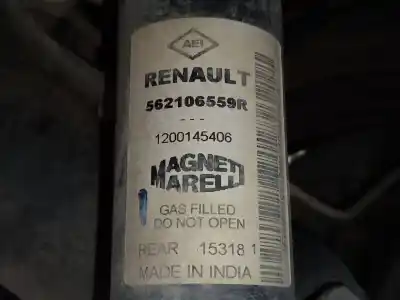 AEI
RENAULT
562106559R
---
1200145406
MAGNETI
MARELLI
GAS FILLED
DO NOT OPEN
REAR 15318 1
MADE IN INDIA